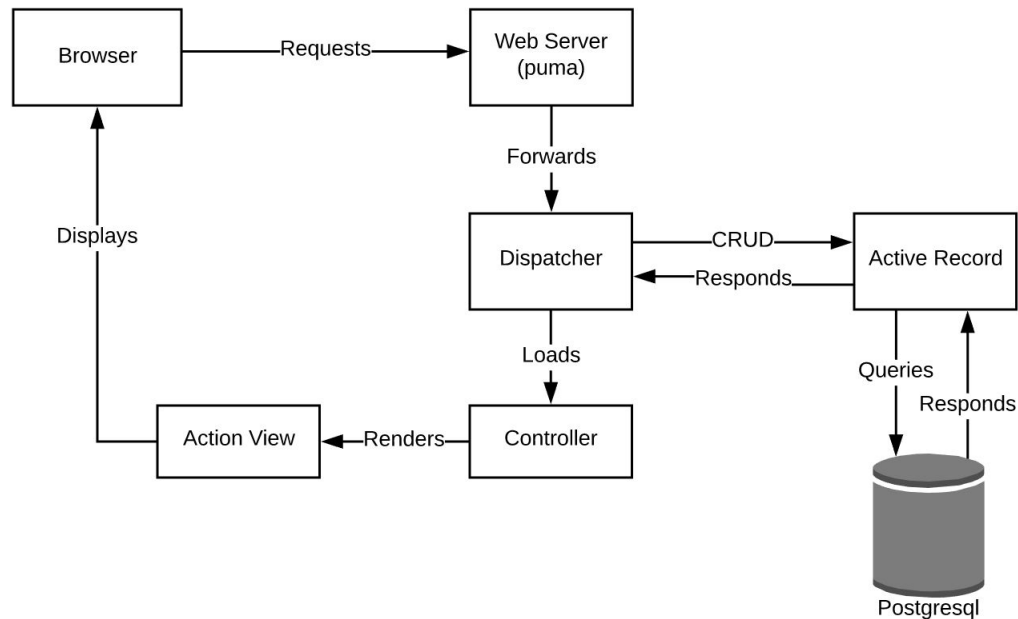 Browser
Requests
Web Server
(puma)
Forwards
Displays
Dispatcher
CRUD
Responds
Active Record
Loads
Queries
Responds
Action View
Renders
Controller
Postgresql